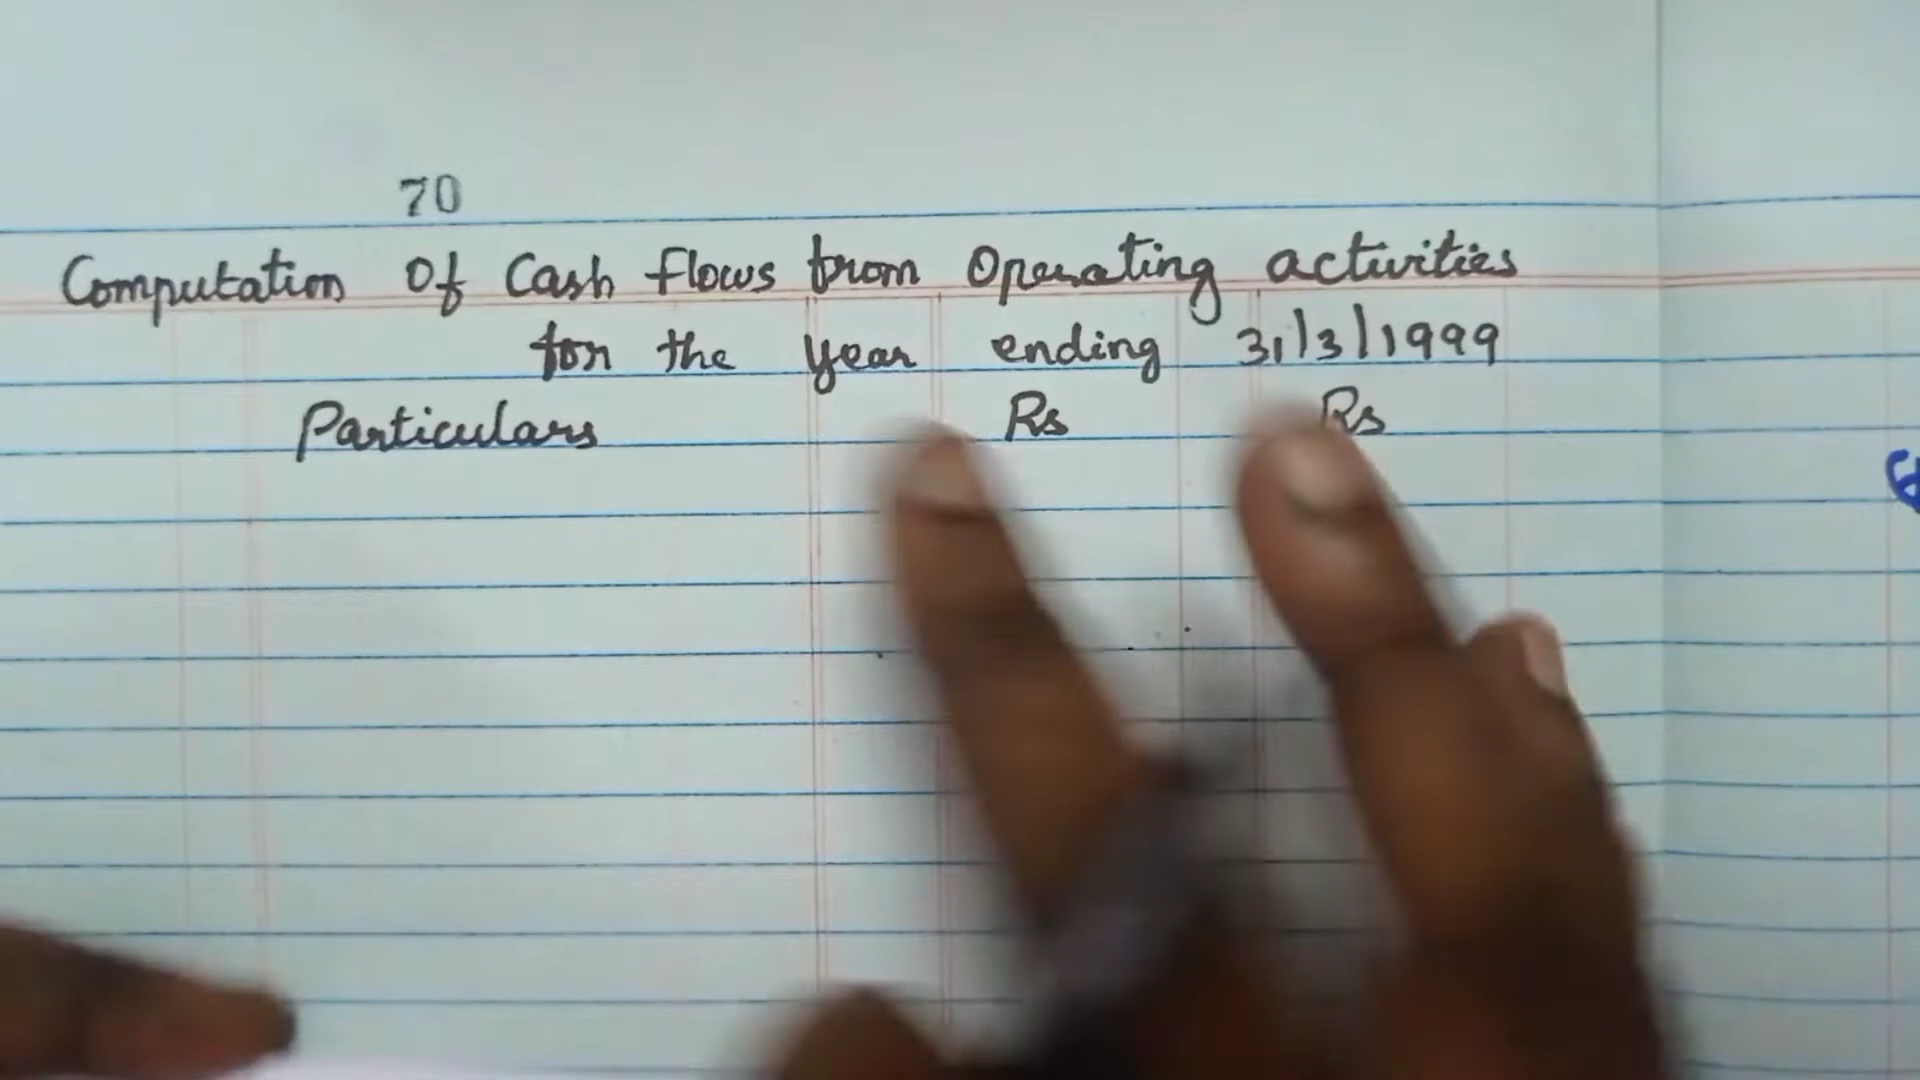 70
Computation Of Cash flows from Operating activities
for the year ending 31/3/1999
Particulars Rs Rs